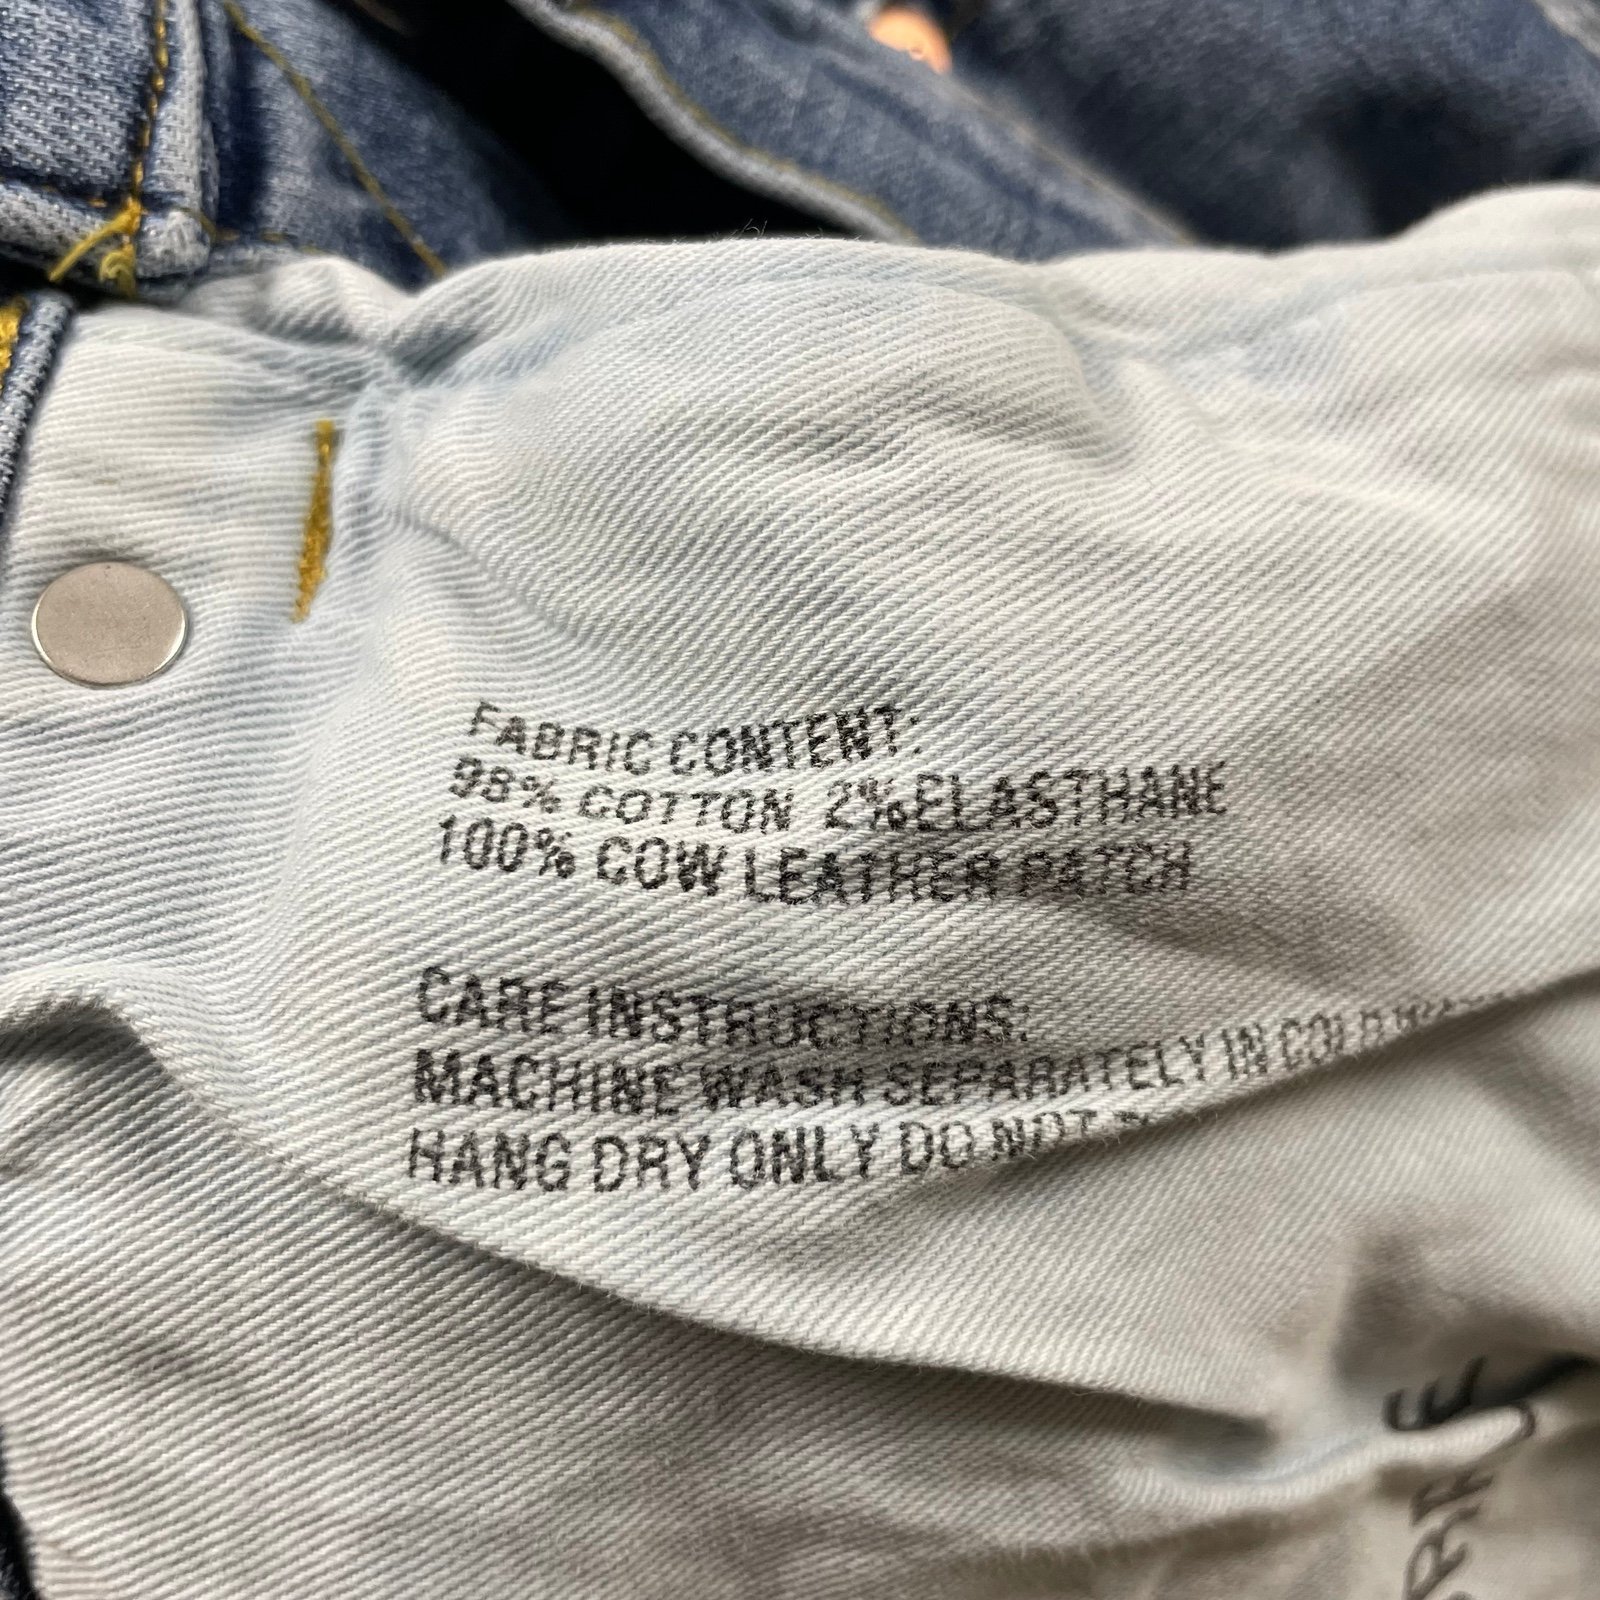 FABRIC CONTENT:
98% COTTON 2% ELASTHANE
100% COW LEATHER PATCH
CARE INSTRUCTIONS:
MACHINE WASH SEPARATELY IN COLD
HANG DRY ONLY DO NOT